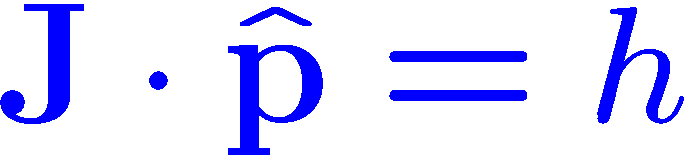 𝐉 · 𝐩̂ = ℎ